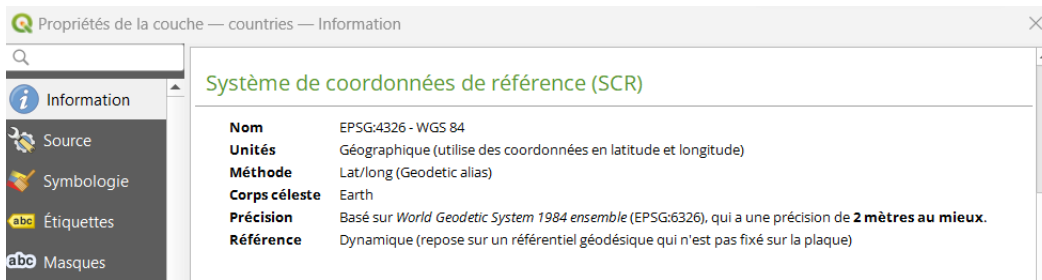 Propriétés de la couche — countries — Information
Information
Source
Symbologie
abc Étiquettes
abc Masques
Système de coordonnées de référence (SCR)
Nom EPSG:4326 - WGS 84
Unités Géographique (utilise des coordonnées en latitude et longitude)
Méthode Lat/long (Geodetic alias)
Corps céleste Earth
Précision Basé sur World Geodetic System 1984 ensemble (EPSG:6326), qui a une précision de 2 mètres au mieux.
Référence Dynamique (repose sur un référentiel géodésique qui n'est pas fixé sur la plaque)